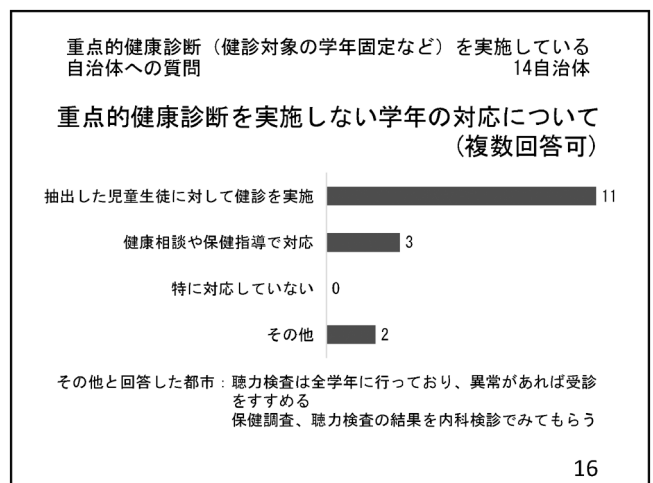 重点的健康診断（健診対象の学年固定など）を実施している
自治体への質問 14自治体
重点的健康診断を実施しない学年の対応について
(複数回答可)
抽出した児童生徒に対して健診を実施 11
健康相談や保健指導で対応 3
特に対応していない 0
その他 2
その他と回答した都市：聴力検査は全学年に行っており、異常があれば受診
をすすめる
保健調査、聴力検査の結果を内科検診でみてもらう
16